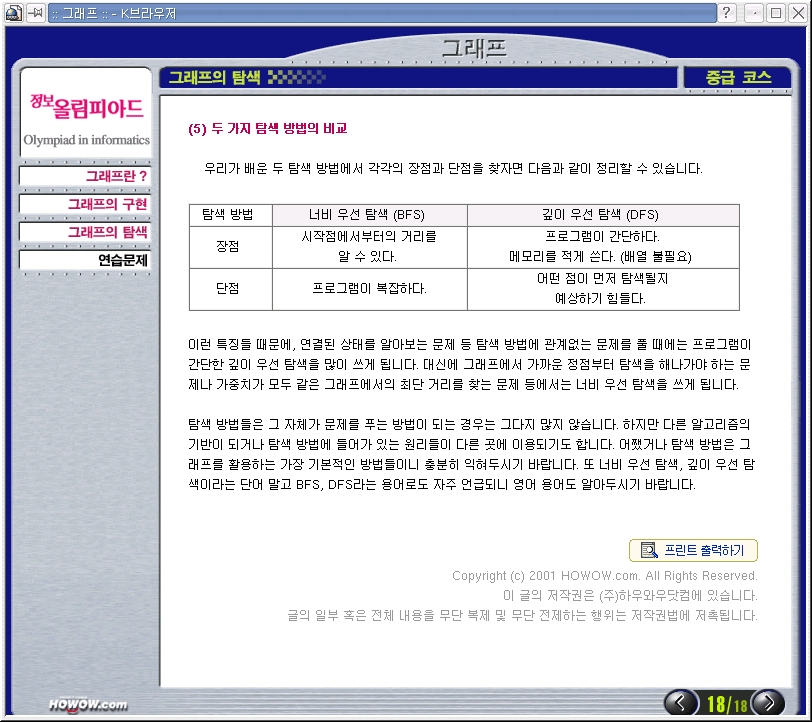 :: 그래프 :: - K브라우저
그래프
그래프의 탐색
중급 코스
정보올림피아드
Olympiad in informatics
그래프란 ?
그래프의 구현
그래프의 탐색
연습문제
(5) 두 가지 탐색 방법의 비교
우리가 배운 두 탐색 방법에서 각각의 장점과 단점을 찾자면 다음과 같이 정리할 수 있습니다.
탐색 방법 너비 우선 탐색 (BFS) 깊이 우선 탐색 (DFS)
장점
시작점에서부터의 거리를
알 수 있다.
프로그램이 간단하다.
메모리를 적게 쓴다. (배열 불필요)
단점
프로그램이 복잡하다.
어떤 점이 먼저 탐색될지
예상하기 힘들다.
이런 특징들 때문에, 연결된 상태를 알아보는 문제 등 탐색 방법에 관계없는 문제를 풀 때에는 프로그램이
간단한 깊이 우선 탐색을 많이 쓰게 됩니다. 대신에 그래프에서 가까운 정점부터 탐색을 해나가야 하는 문
제나 가중치가 모두 같은 그래프에서의 최단 거리를 찾는 문제 등에서는 너비 우선 탐색을 쓰게 됩니다.
탐색 방법들은 그 자체가 문제를 푸는 방법이 되는 경우는 그다지 많지 않습니다. 하지만 다른 알고리즘의
기반이 되거나 탐색 방법에 들어가 있는 원리들이 다른 곳에 이용되기도 합니다. 어쨌거나 탐색 방법은 그
래프를 활용하는 가장 기본적인 방법들이니 충분히 익혀두시기 바랍니다. 또 너비 우선 탐색, 깊이 우선 탐
색이라는 단어 말고 BFS, DFS라는 용어로도 자주 언급되니 영어 용어도 알아두시기 바랍니다.
프린트 출력하기
Copyright (c) 2001 HOWOW.com. All Rights Reserved.
이 글의 저작권은 (주)하우와우닷컴에 있습니다.
글의 일부 혹은 전체 내용을 무단 복제 및 무단 전제하는 행위는 저작권법에 저촉됩니다.
HOWOW.com
18/18